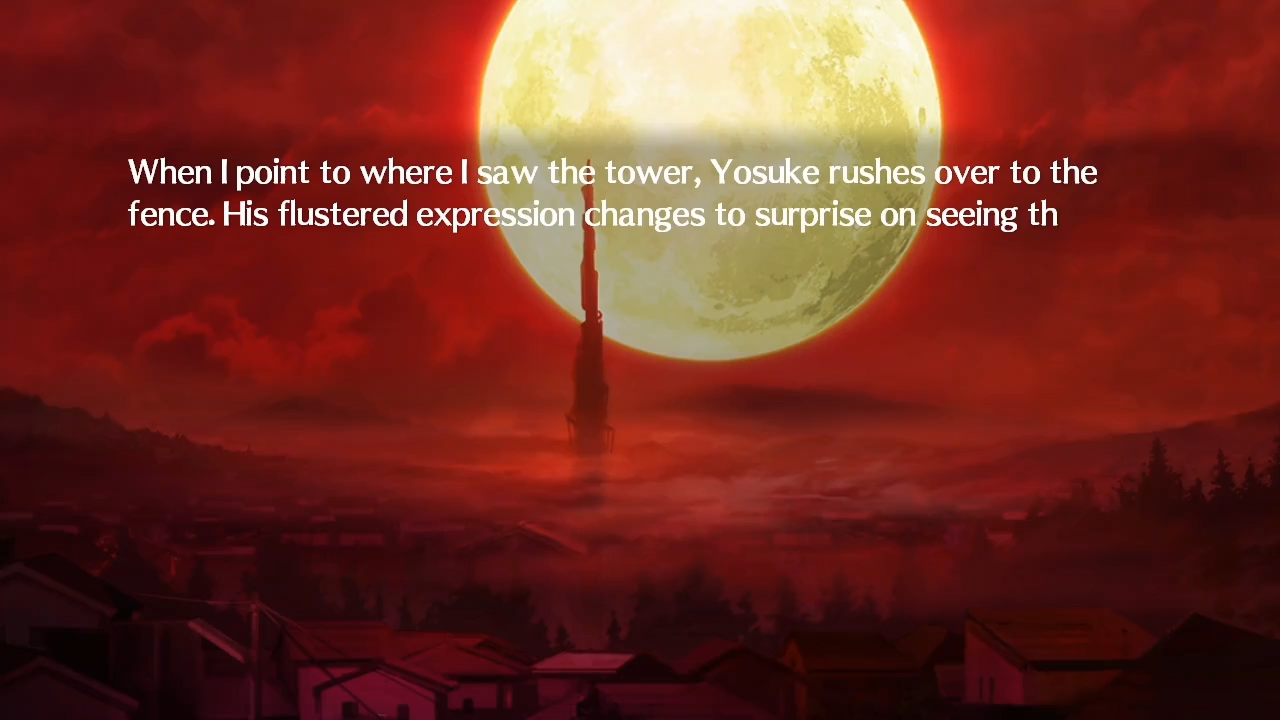 When I point to where I saw the tower, Yosuke rushes over to the
fence. His flustered expression changes to surprise on seeing th